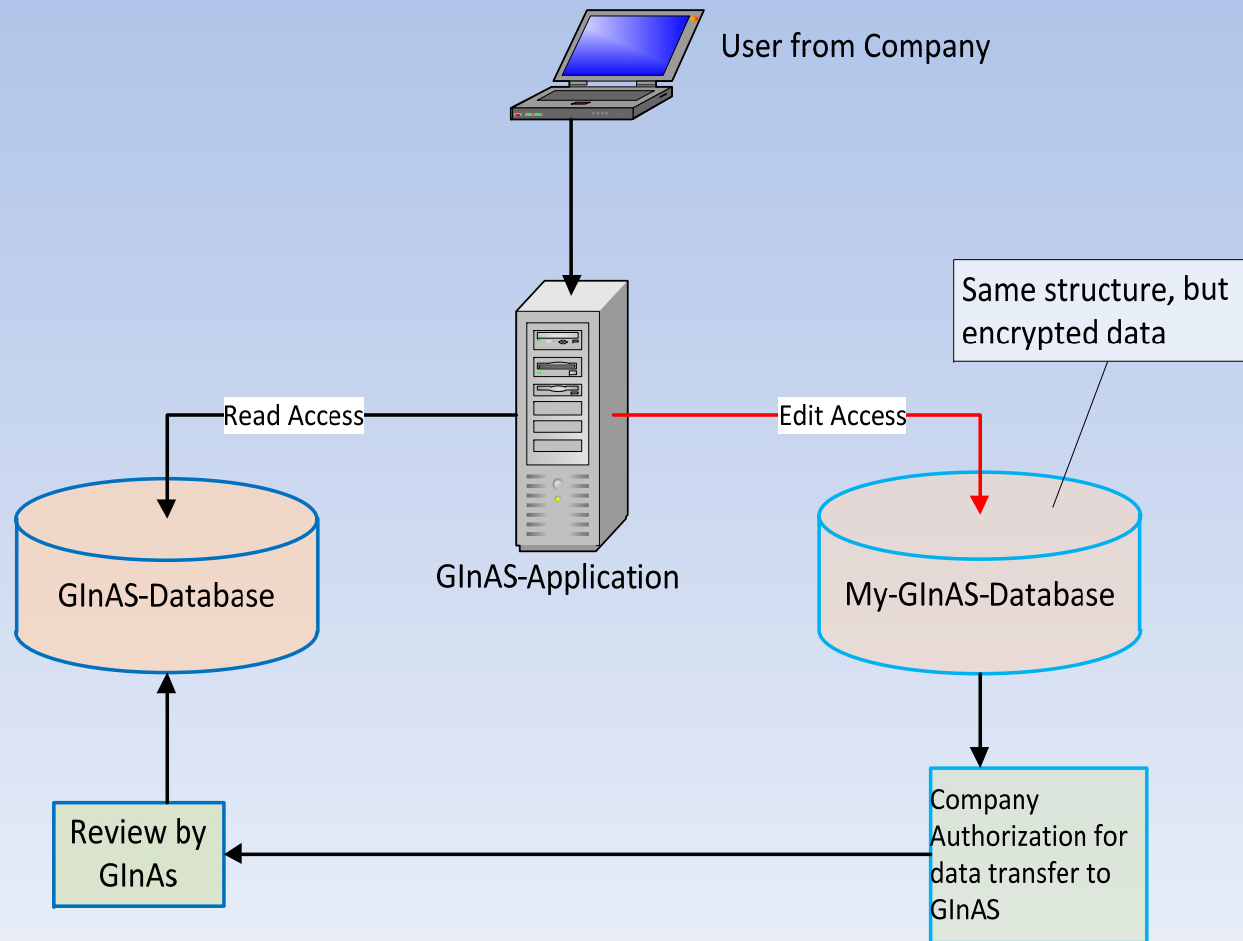 User from Company
Same structure, but
encrypted data
Read Access
Edit Access
GInAS-Application
GInAS-Database
My-GInAS-Database
Review by
GInAs
Company
Authorization for
data transfer to
GInAS